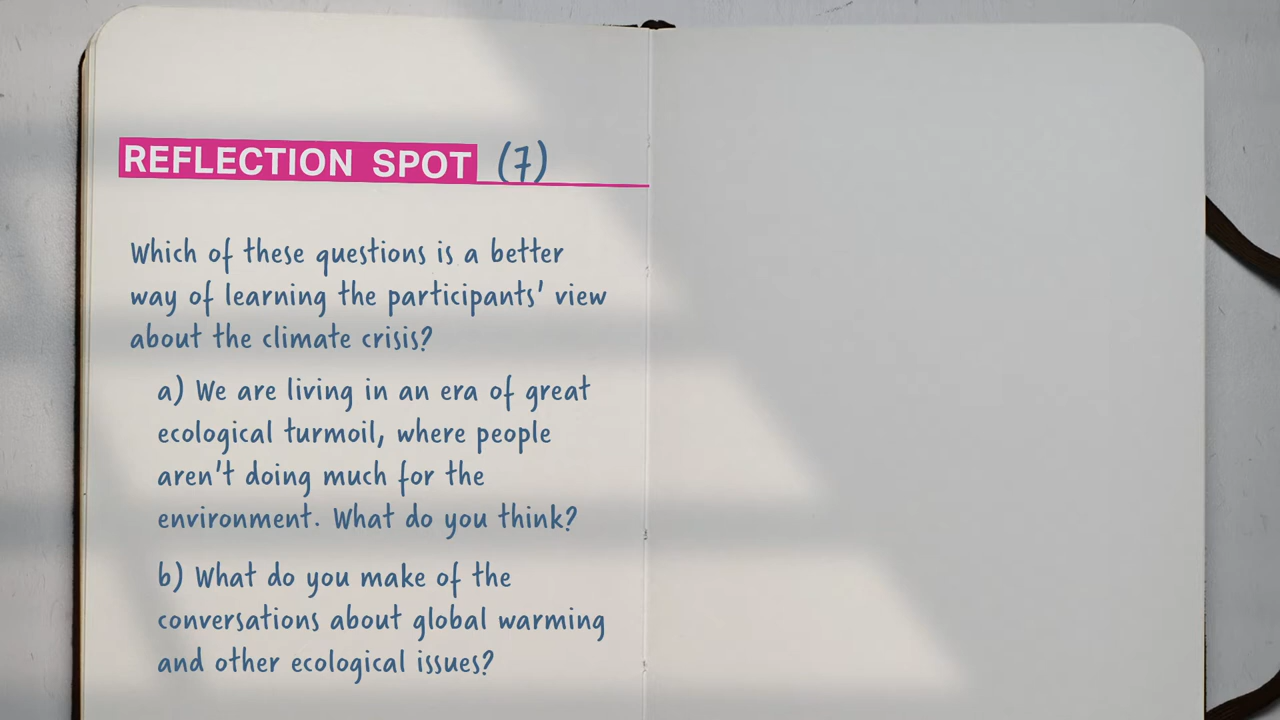 REFLECTION SPOT (7)
Which of these questions is a better
way of learning the participants' view
about the climate crisis?
a) We are living in an era of great
ecological turmoil, where people
aren't doing much for the
environment. What do you think?
b) What do you make of the
conversations about global warming
and other ecological issues?